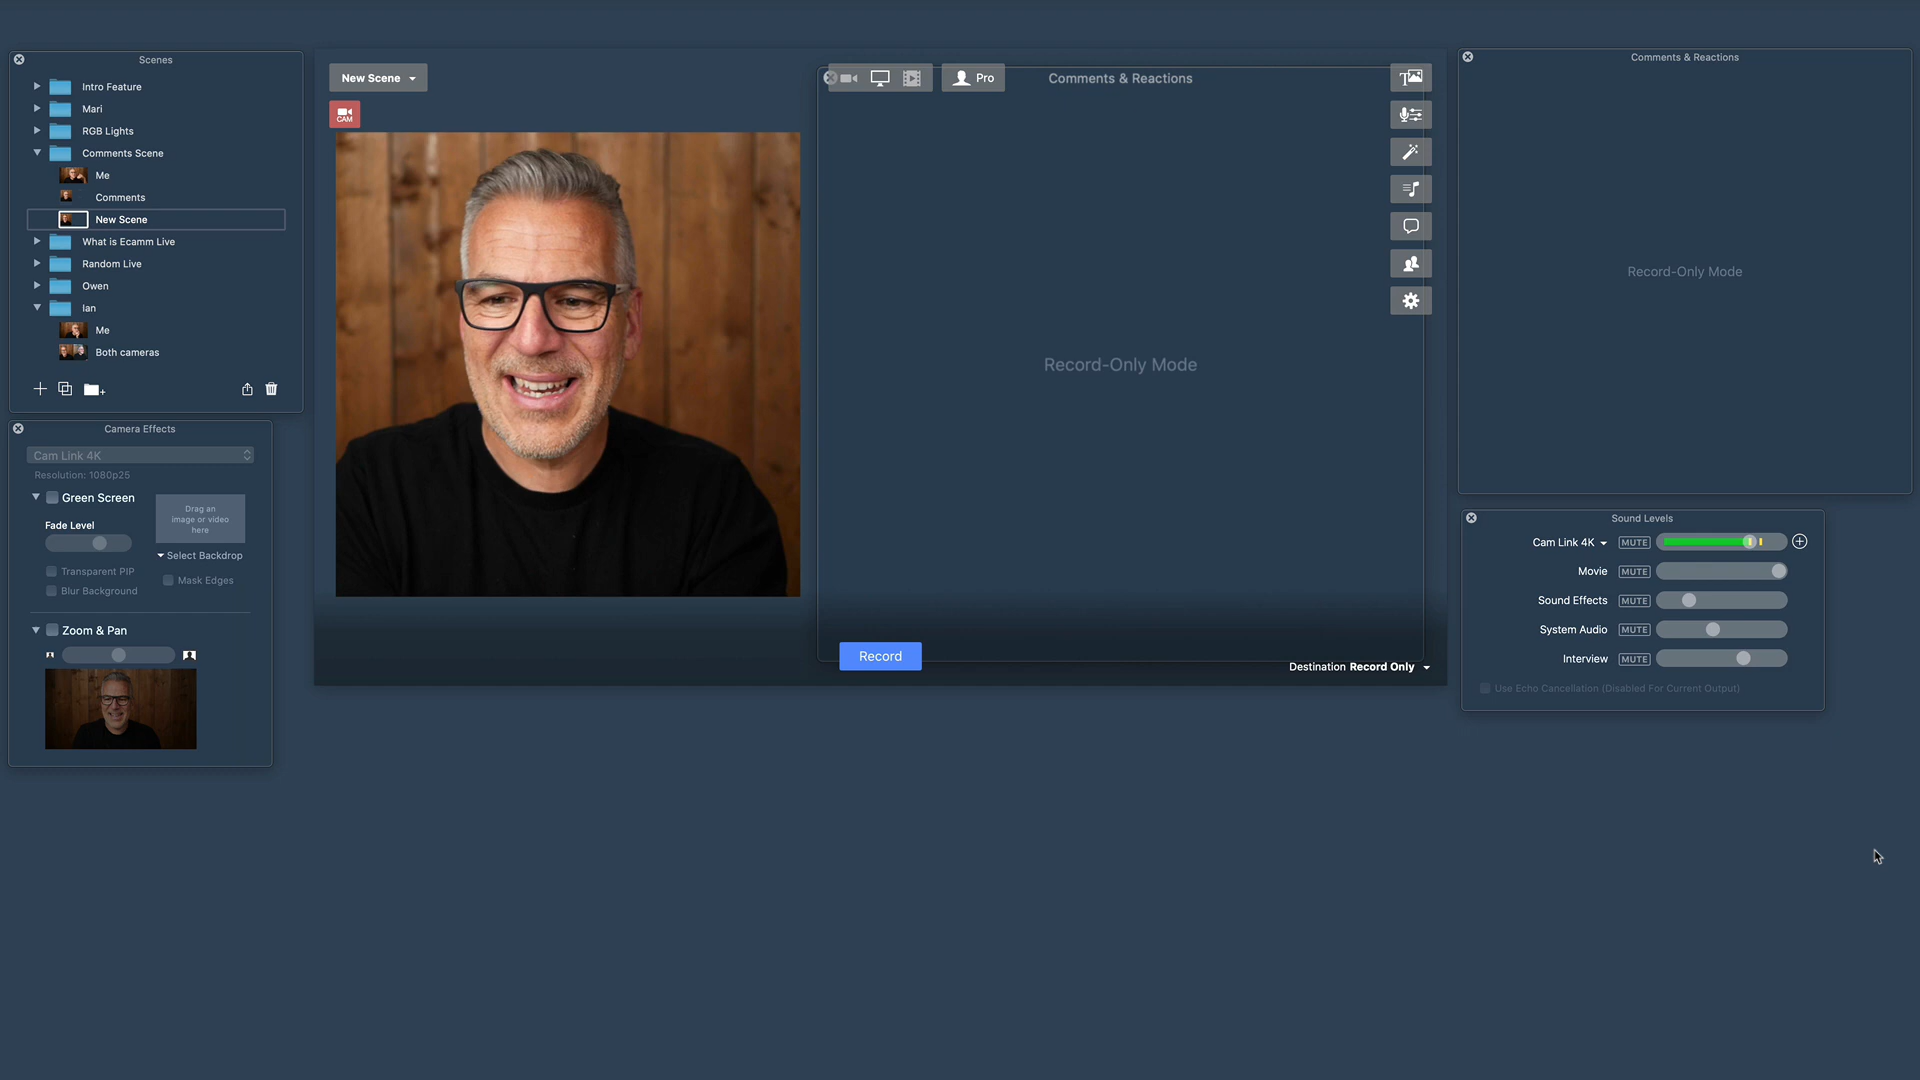 Scenes
Intro Feature
Mari
RGB Lights
Comments Scene
Me
Comments
New Scene
What is Ecamm Live
Random Live
Owen
Ian
Me
Both cameras
Camera Effects
Cam Link 4K
Resolution: 1080p25
Green Screen
Drag an
image or video
here
Fade Level
Select Backdrop
Transparent PIP
Mask Edges
Blur Background
Zoom & Pan
New Scene
CAM
Pro
Comments & Reactions
T
Record-Only Mode
Record
Destination Record Only
Comments & Reactions
Record-Only Mode
Sound Levels
Cam Link 4K MUTE
Movie MUTE
Sound Effects MUTE
System Audio MUTE
Interview MUTE
Use Echo Cancellation (Disabled For Current Output)